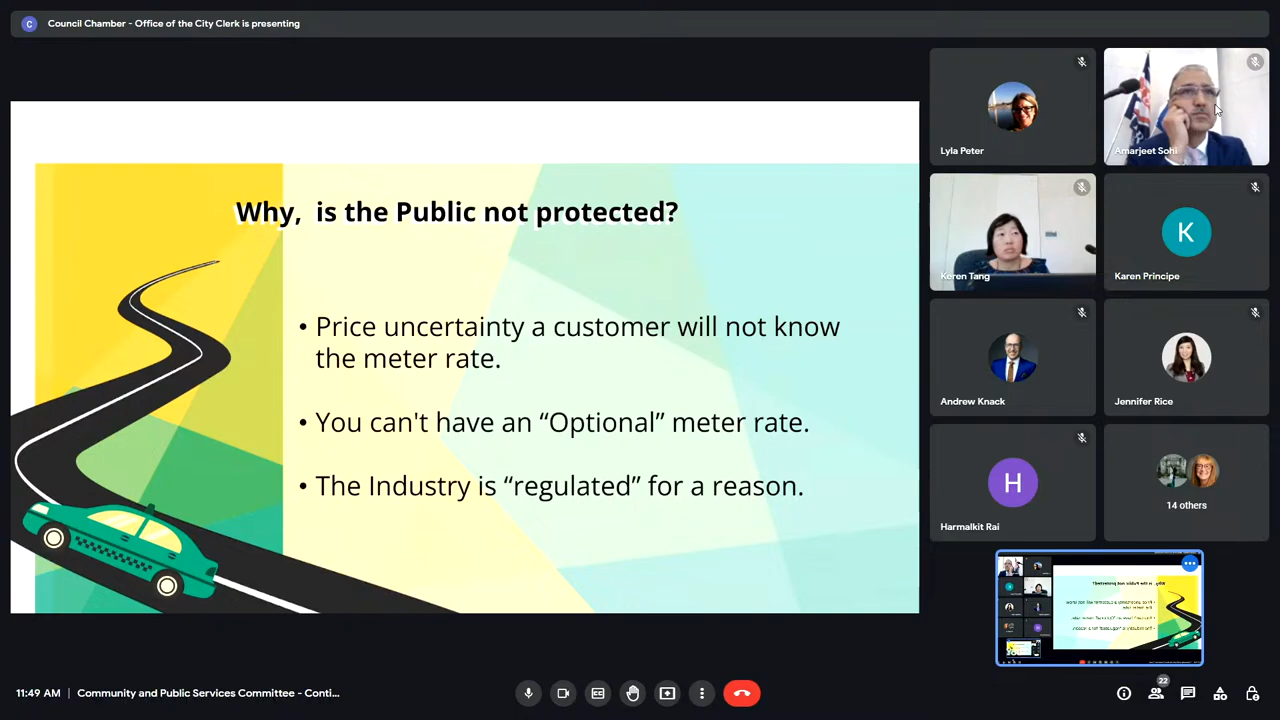 C
Council Chamber - Office of the City Clerk is presenting
Why, is the Public not protected?
• Price uncertainty a customer will not know
the meter rate.
• You can't have an “Optional” meter rate.
• The Industry is “regulated” for a reason.
Lyla Peter
Amarjeet Sohi
Keren Tang
K
Karen Principe
Andrew Knack
Jennifer Rice
H
Harmalkit Rai
14 others
11:49 AM | Community and Public Services Committee - Conti...
22